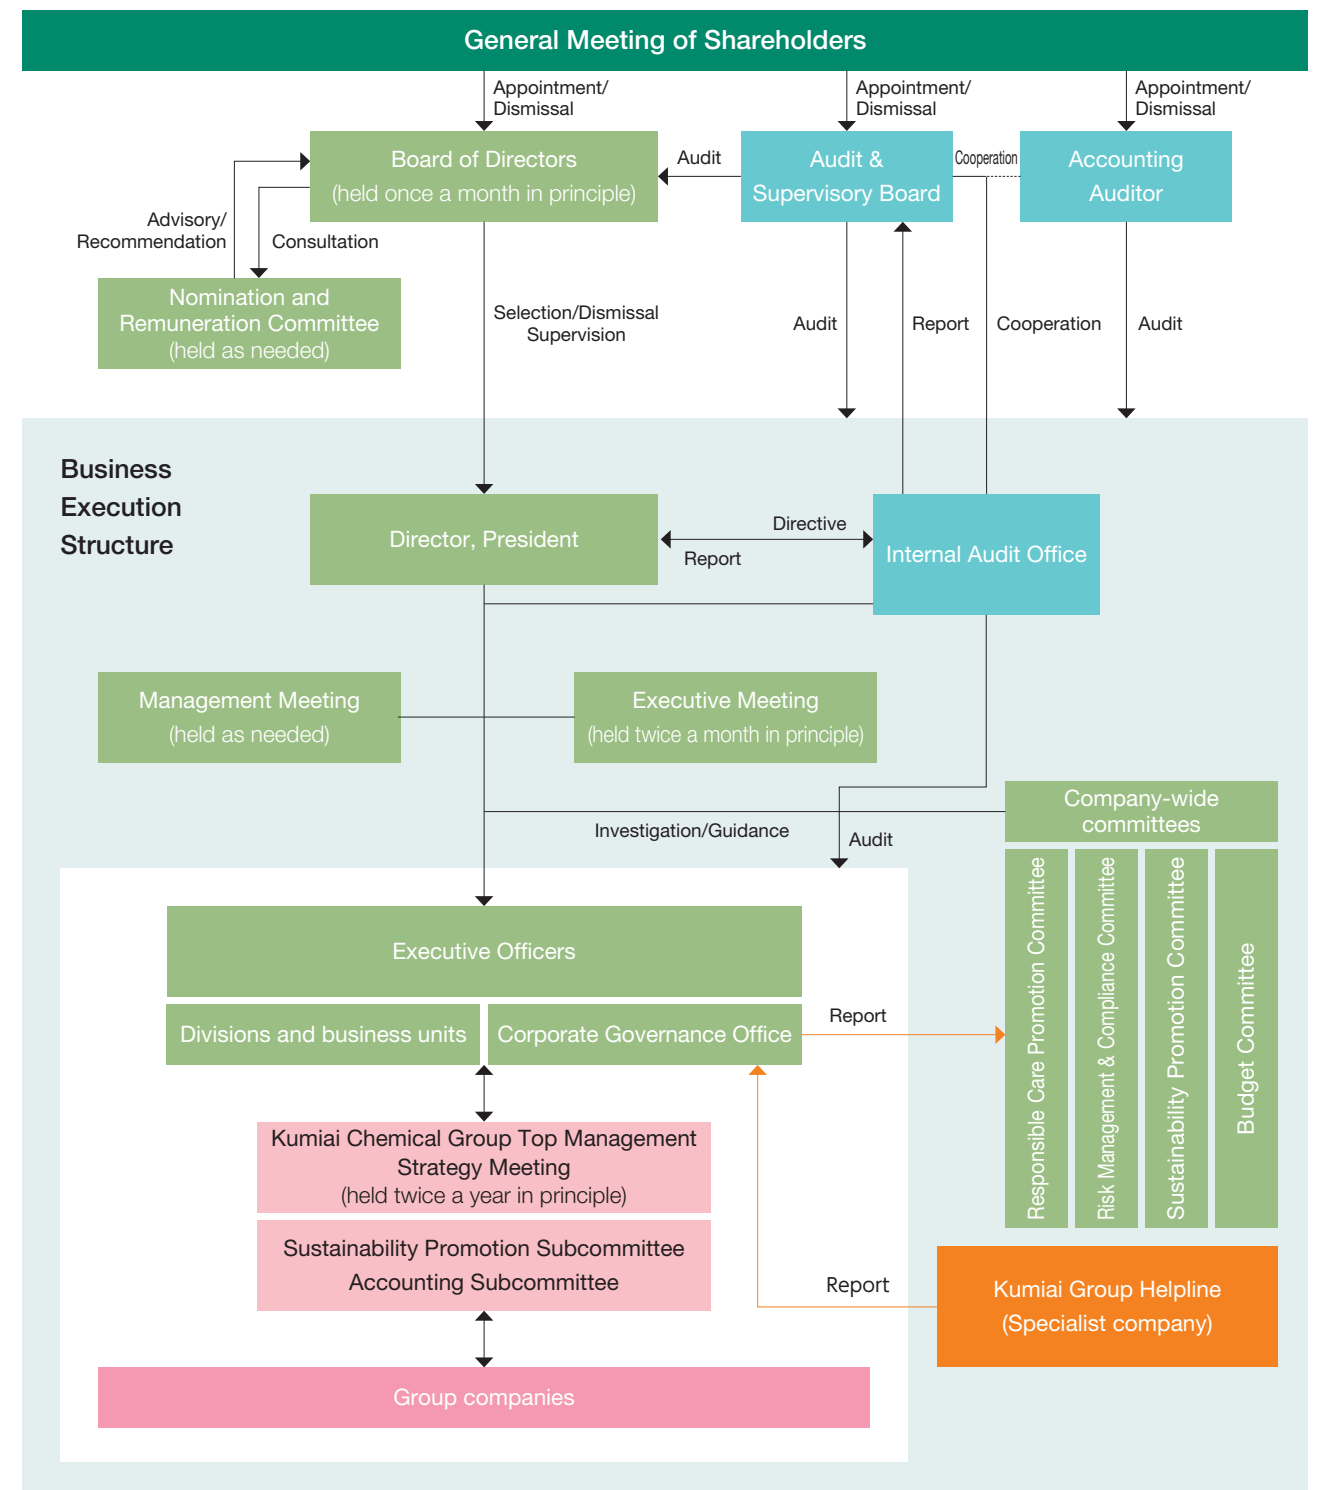 General Meeting of Shareholders
Appointment/
Dismissal
Appointment/
Dismissal
Appointment/
Dismissal
Board of Directors
(held once a month in principle)
Audit
Audit &
Supervisory Board
Cooperation
Accounting
Auditor
Advisory/
Recommendation
Consultation
Nomination and
Remuneration Committee
(held as needed)
Selection/Dismissal
Supervision
Audit
Report
Cooperation
Audit
Business
Execution
Structure
Director, President
Directive
Report
Internal Audit Office
Management Meeting
(held as needed)
Executive Meeting
(held twice a month in principle)
Company-wide
committees
Investigation/Guidance
Audit
Responsible Care Promotion Committee
Risk Management & Compliance Committee
Sustainability Promotion Committee
Budget Committee
Executive Officers
Divisions and business units
Corporate Governance Office
Report
Kumiai Chemical Group Top Management
Strategy Meeting
(held twice a year in principle)
Sustainability Promotion Subcommittee
Accounting Subcommittee
Report
Kumiai Group Helpline
(Specialist company)
Group companies